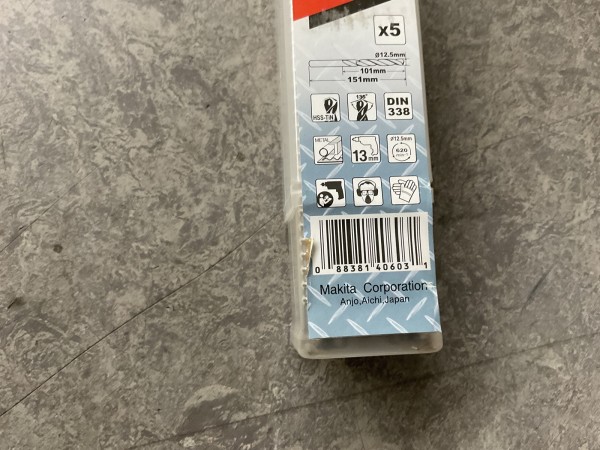 x5
Ø12.5mm
101mm
151mm
HSS-TiN
135°
DIN
338
METAL
13mm
Ø12.5mm
620
0 88381 40603 1
Makita Corporation
Anjo,Aichi,Japan